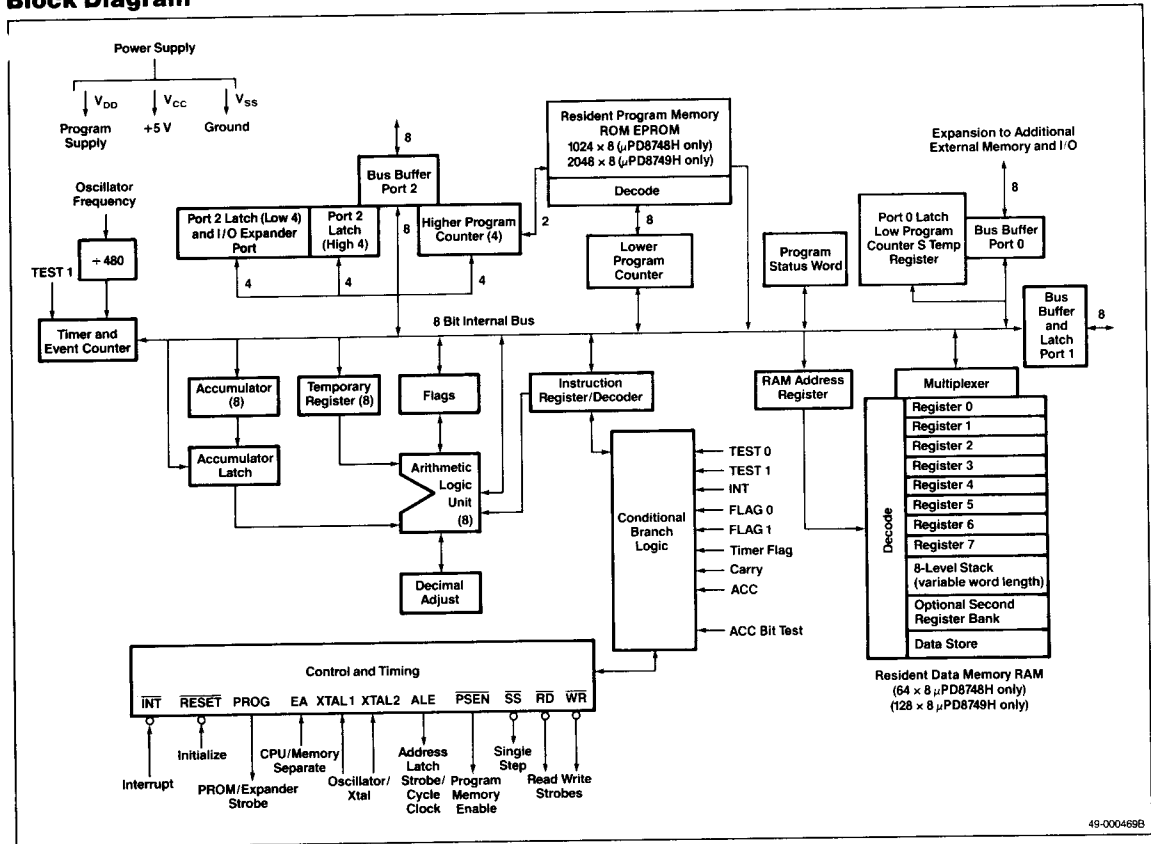 Block Diagram
Power Supply
VDD
VCC
VSS
Program
Supply
+5 V
Ground
Oscillator
Frequency
÷ 480
TEST 1
Timer and
Event Counter
8
Bus Buffer
Port 2
Port 2 Latch (Low 4)
and I/O Expander
Port
Port 2
Latch
(High 4)
8
Higher Program
Counter (4)
4
4
4
2
Resident Program Memory
ROM EPROM
1024 × 8 (μPD8748H only)
2048 × 8 (μPD8749H only)
Decode
8
Lower
Program
Counter
Program
Status Word
Expansion to Additional
External Memory and I/O
8
Port 0 Latch
Low Program
Counter S Temp
Register
Bus Buffer
Port 0
Bus
Buffer
and
Latch
Port 1
8
8 Bit Internal Bus
Accumulator
(8)
Temporary
Register (8)
Flags
Instruction
Register/Decoder
RAM Address
Register
Multiplexer
Accumulator
Latch
Arithmetic
Logic
Unit
(8)
Decimal
Adjust
Conditional
Branch
Logic
TEST 0
TEST 1
INT
FLAG 0
FLAG 1
Timer Flag
Carry
ACC
ACC Bit Test
Decode
Register 0
Register 1
Register 2
Register 3
Register 4
Register 5
Register 6
Register 7
8-Level Stack
(variable word length)
Optional Second
Register Bank
Data Store
Resident Data Memory RAM
(64 × 8 μPD8748H only)
(128 × 8 μPD8749H only)
Control and Timing
INT RESET PROG EA XTAL1 XTAL2 ALE PSEN SS RD WR
Interrupt
Initialize
PROM/Expander
Strobe
CPU/Memory
Separate
Oscillator/
Xtal
Address
Latch
Strobe/
Cycle
Clock
Program
Memory
Enable
Single
Step
Read Write
Strobes
49-000469B